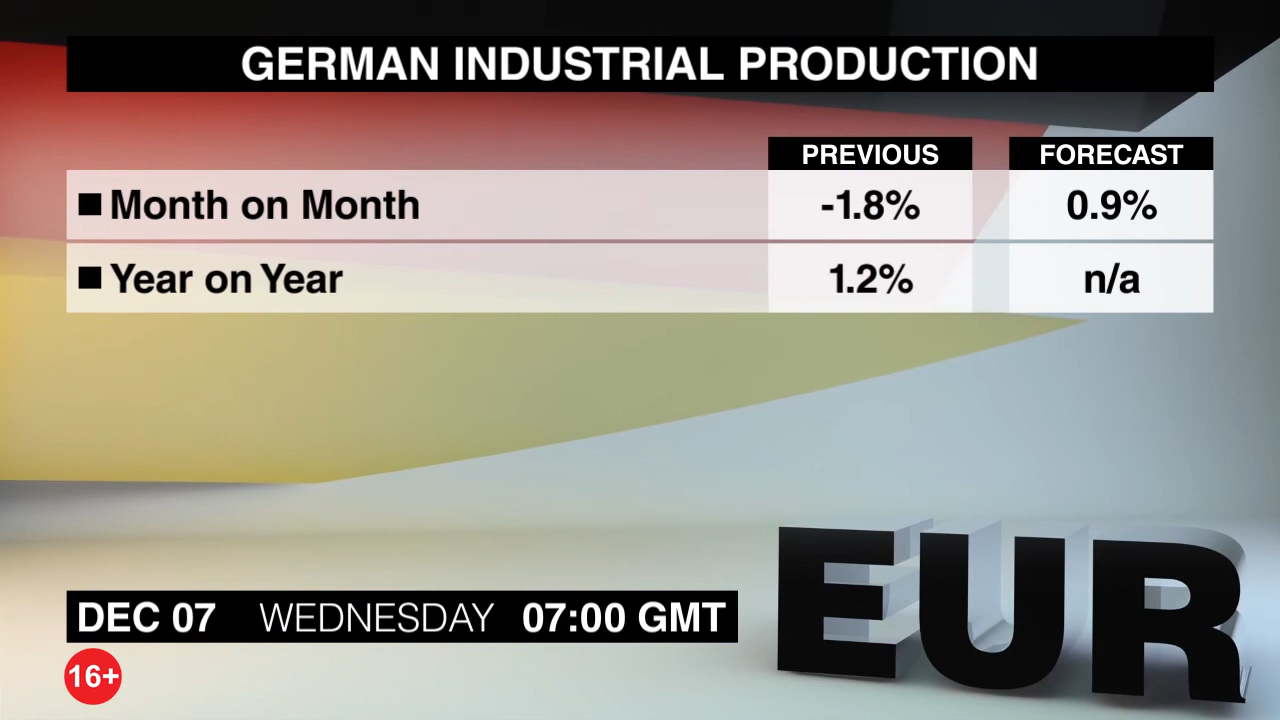 GERMAN INDUSTRIAL PRODUCTION
PREVIOUS FORECAST
■ Month on Month -1.8% 0.9%
■ Year on Year 1.2% n/a
DEC 07 WEDNESDAY 07:00 GMT
EUR
16+